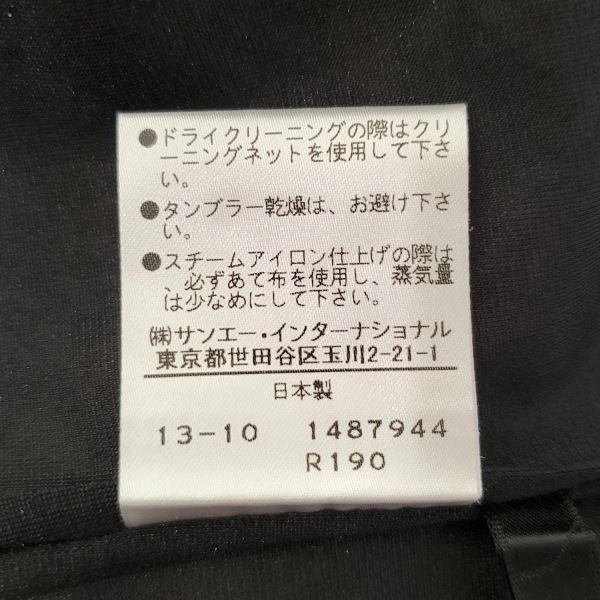 ●ドライクリーニングの際はクリ
ーニングネットを使用して下さ
い。
●タンブラー乾燥は、お避け下さ
い。
●スチームアイロン仕上げの際は
、必ずあて布を使用し、蒸気量
は少なめにして下さい。
㈱サンエー・インターナショナル
東京都世田谷区玉川2-21-1
日本製
13-10 1487944
R190